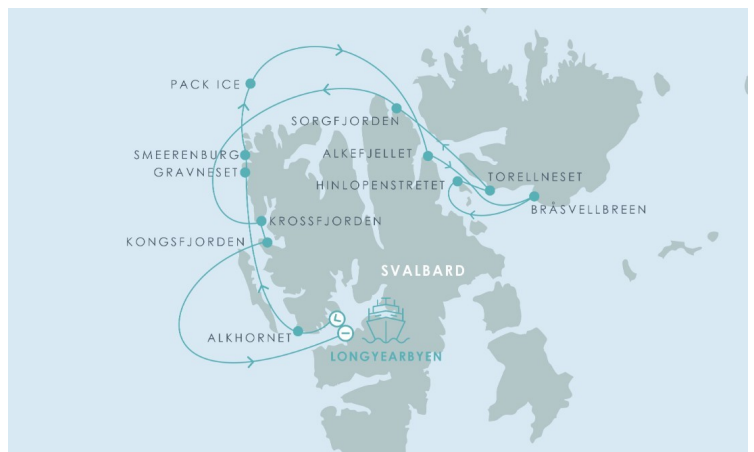 PACK ICE
SORGFJORDEN
SMEERENBURG
ALKEFJELLET
GRAVNESET
HINLOPENSTRETET
TORELLNESET
BRÅSVELLBREEN
KROSSFJORDEN
KONGSFJORDEN
SVALBARD
ALKHORNET
LONGYEARBYEN